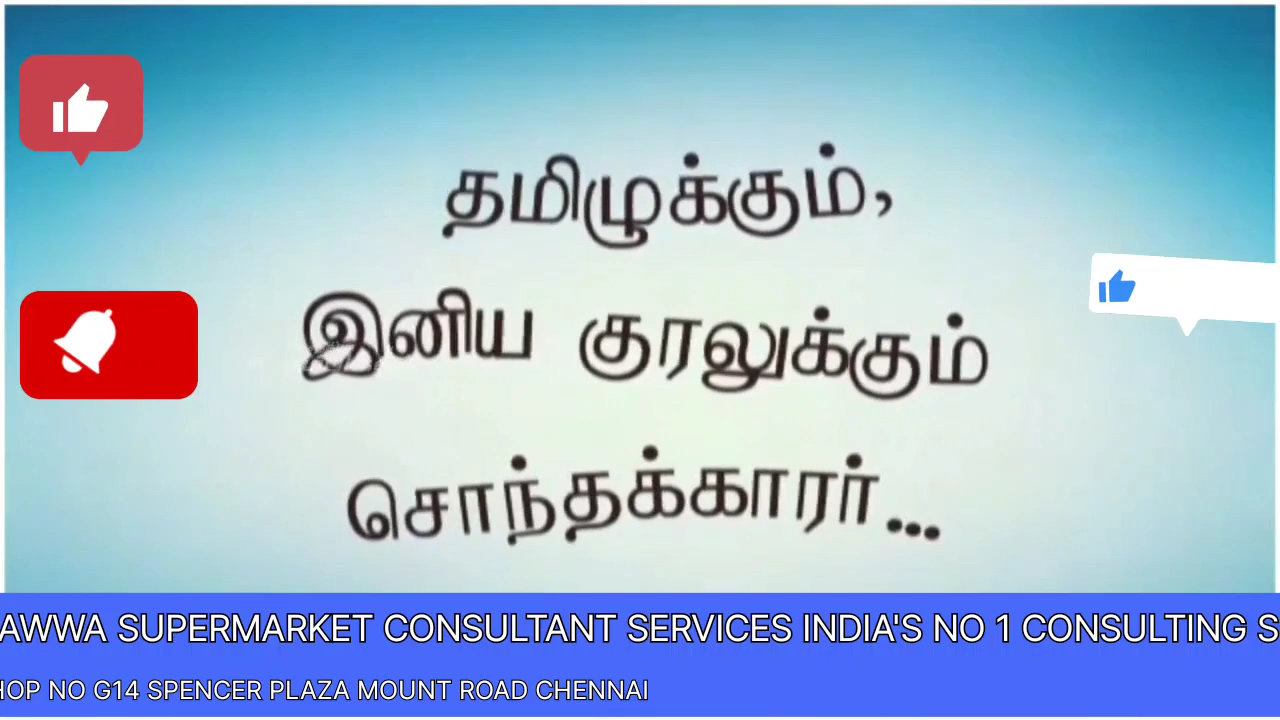 தமிழுக்கும்,
இனிய குரலுக்கும்
சொந்தக்காரர்...
AWWA SUPERMARKET CONSULTANT SERVICES INDIA'S NO 1 CONSULTING S
HOP NO G14 SPENCER PLAZA MOUNT ROAD CHENNAI